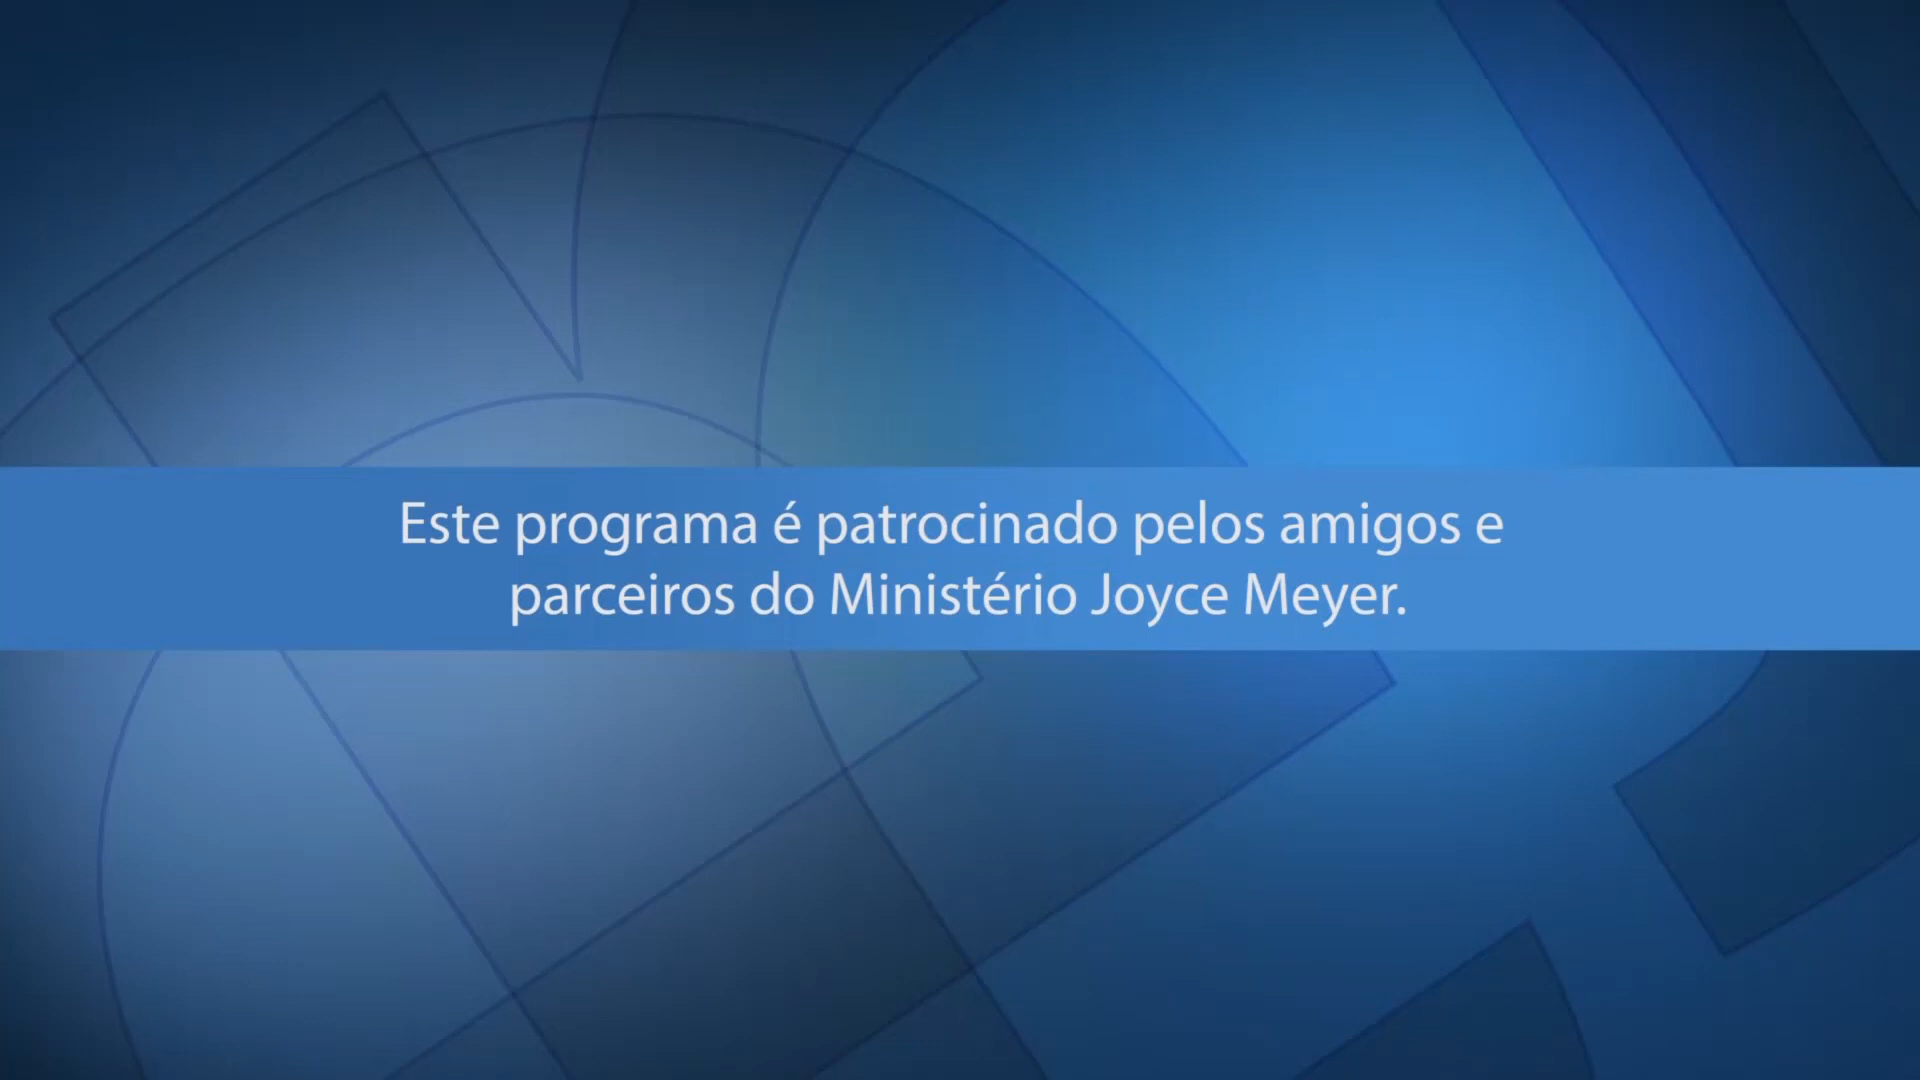 Este programa é patrocinado pelos amigos e
parceiros do Ministério Joyce Meyer.